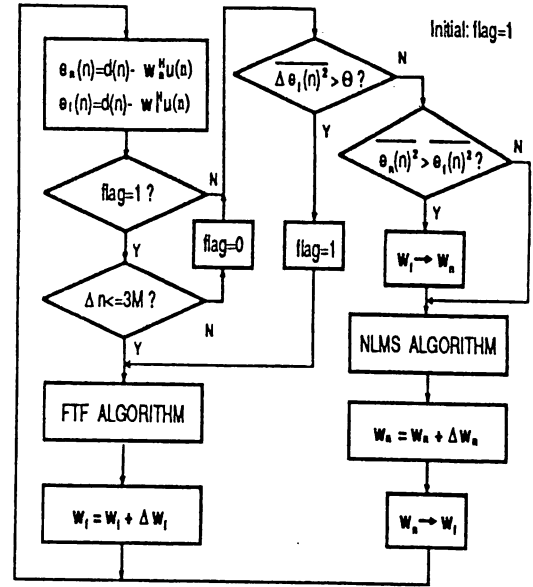 Initial: flag=1
eₙ(n)=d(n)- wₙᴴu(n)
e_f(n)=d(n)- w_fᴴu(n)
flag=1 ?
N
Y
flag=0
Δn<=3M ?
N
Y
FTF ALGORITHM
w_f = w_f + Δw_f
Δe_f(n)² > Θ ?
N
Y
flag=1
eₙ(n)² > e_f(n)² ?
N
Y
w_f → wₙ
NLMS ALGORITHM
wₙ = wₙ + Δwₙ
wₙ → w_f